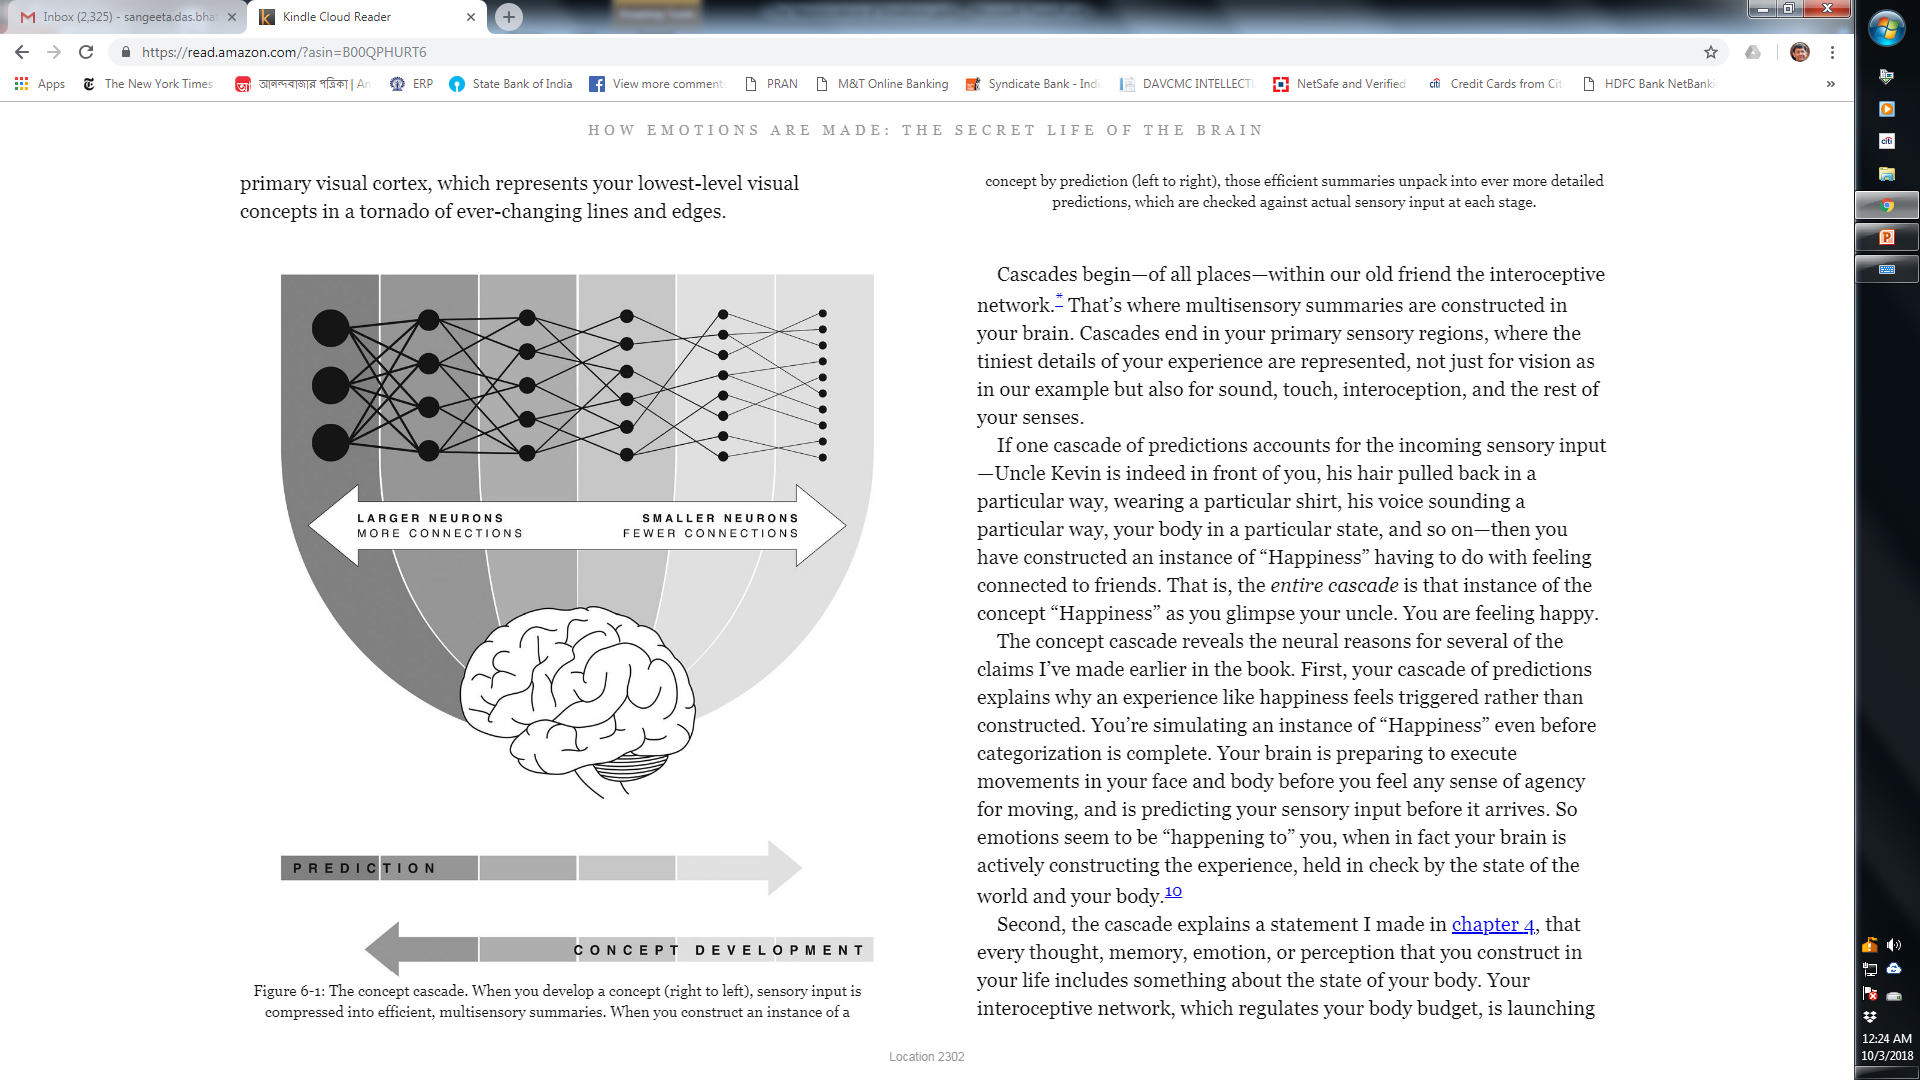 Inbox (2,325) - sangeeta.das.bhat
Kindle Cloud Reader
https://read.amazon.com/?asin=B00QPHURT6
Apps
The New York Times
আনন্দবাজার পত্রিকা | An
ERP
State Bank of India
View more comment
PRAN
M&T Online Banking
Syndicate Bank - Indi
DAVCMC INTELLECT
NetSafe and Verified
Credit Cards from Cit
HDFC Bank NetBanki
»
HOW EMOTIONS ARE MADE: THE SECRET LIFE OF THE BRAIN
primary visual cortex, which represents your lowest-level visual
concepts in a tornado of ever-changing lines and edges.
LARGER NEURONS
MORE CONNECTIONS
SMALLER NEURONS
FEWER CONNECTIONS
PREDICTION
CONCEPT DEVELOPMENT
Figure 6-1: The concept cascade. When you develop a concept (right to left), sensory input is
compressed into efficient, multisensory summaries. When you construct an instance of a
concept by prediction (left to right), those efficient summaries unpack into ever more detailed
predictions, which are checked against actual sensory input at each stage.
Cascades begin—of all places—within our old friend the interoceptive
network.* That’s where multisensory summaries are constructed in
your brain. Cascades end in your primary sensory regions, where the
tiniest details of your experience are represented, not just for vision as
in our example but also for sound, touch, interoception, and the rest of
your senses.
If one cascade of predictions accounts for the incoming sensory input
—Uncle Kevin is indeed in front of you, his hair pulled back in a
particular way, wearing a particular shirt, his voice sounding a
particular way, your body in a particular state, and so on—then you
have constructed an instance of “Happiness” having to do with feeling
connected to friends. That is, the entire cascade is that instance of the
concept “Happiness” as you glimpse your uncle. You are feeling happy.
The concept cascade reveals the neural reasons for several of the
claims I’ve made earlier in the book. First, your cascade of predictions
explains why an experience like happiness feels triggered rather than
constructed. You’re simulating an instance of “Happiness” even before
categorization is complete. Your brain is preparing to execute
movements in your face and body before you feel any sense of agency
for moving, and is predicting your sensory input before it arrives. So
emotions seem to be “happening to” you, when in fact your brain is
actively constructing the experience, held in check by the state of the
world and your body.10
Second, the cascade explains a statement I made in chapter 4, that
every thought, memory, emotion, or perception that you construct in
your life includes something about the state of your body. Your
interoceptive network, which regulates your body budget, is launching
Location 2302
citi
12:24 AM
10/3/2018